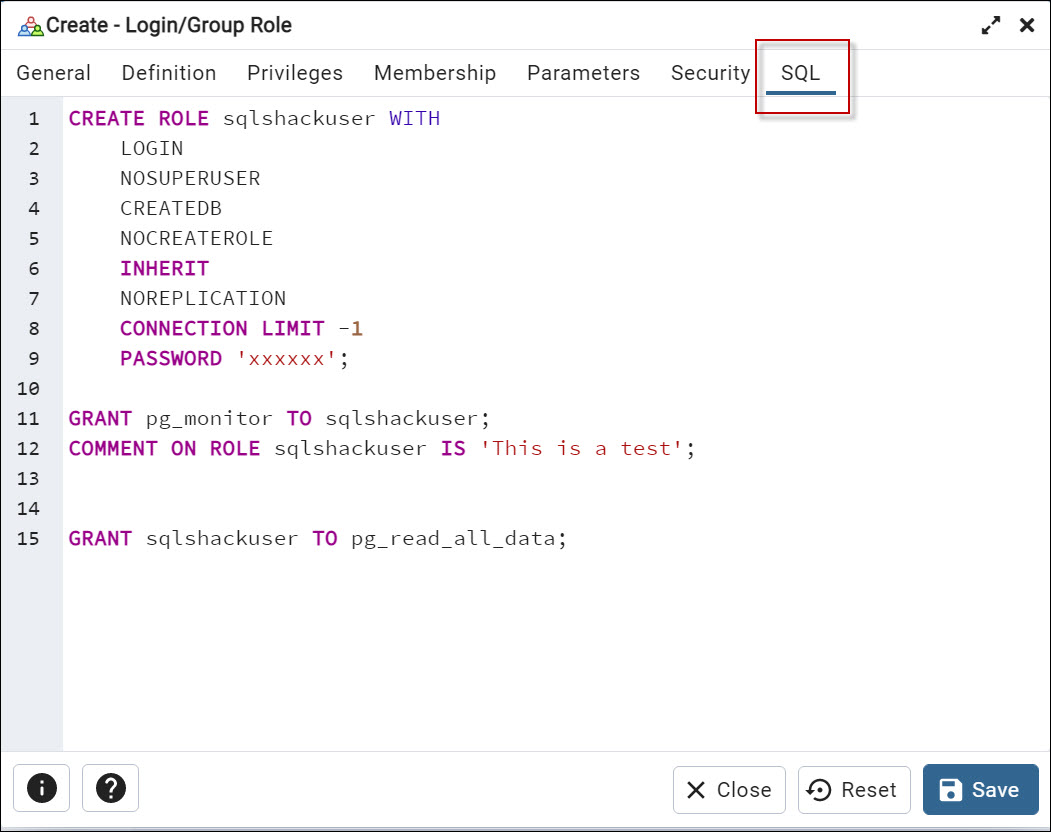 Create - Login/Group Role
General Definition Privileges Membership Parameters Security SQL
1 CREATE ROLE sqlshackuser WITH
2 LOGIN
3 NOSUPERUSER
4 CREATEDB
5 NOCREATEROLE
6 INHERIT
7 NOREPLICATION
8 CONNECTION LIMIT -1
9 PASSWORD 'xxxxxx';
10
11 GRANT pg_monitor TO sqlshackuser;
12 COMMENT ON ROLE sqlshackuser IS 'This is a test';
13
14
15 GRANT sqlshackuser TO pg_read_all_data;
Close Reset Save